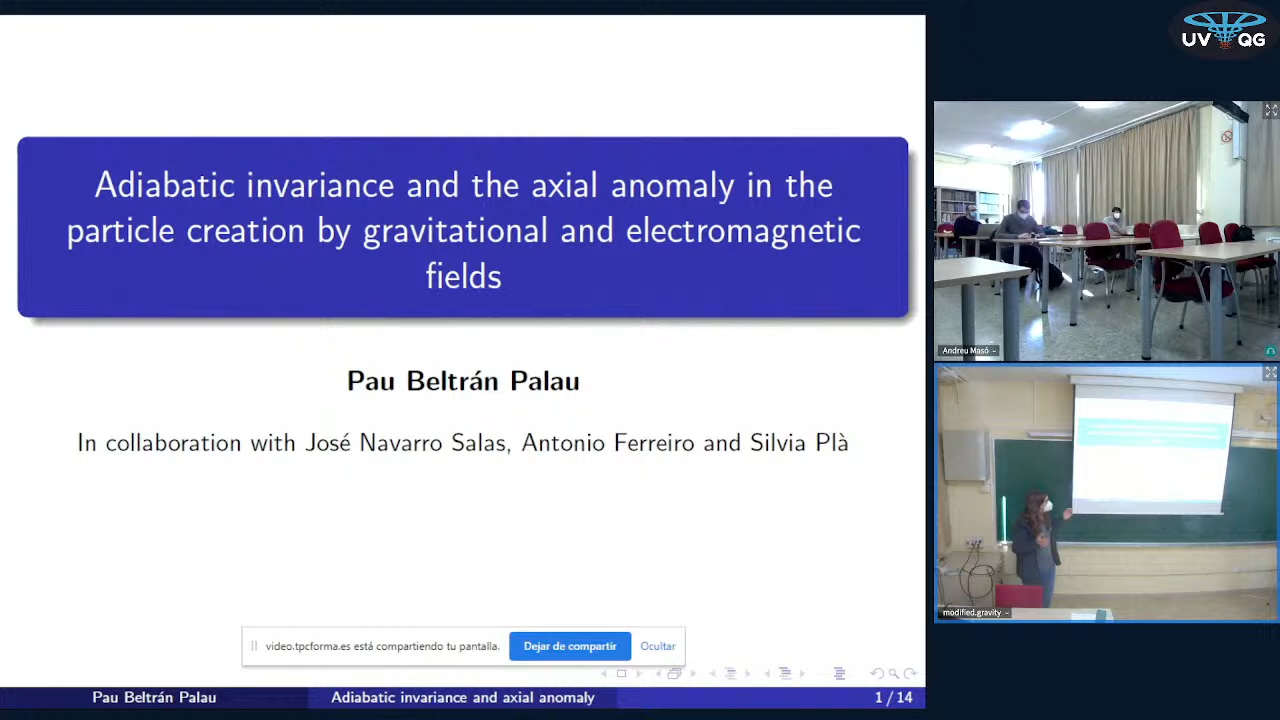 Adiabatic invariance and the axial anomaly in the
particle creation by gravitational and electromagnetic
fields
Pau Beltrán Palau
In collaboration with José Navarro Salas, Antonio Ferreiro and Silvia Plà
video.tpcforma.es está compartiendo tu pantalla.
Dejar de compartir
Ocultar
Pau Beltrán Palau
Adiabatic invariance and axial anomaly
1 / 14
UV QG
Andreu Masó
modified.gravity